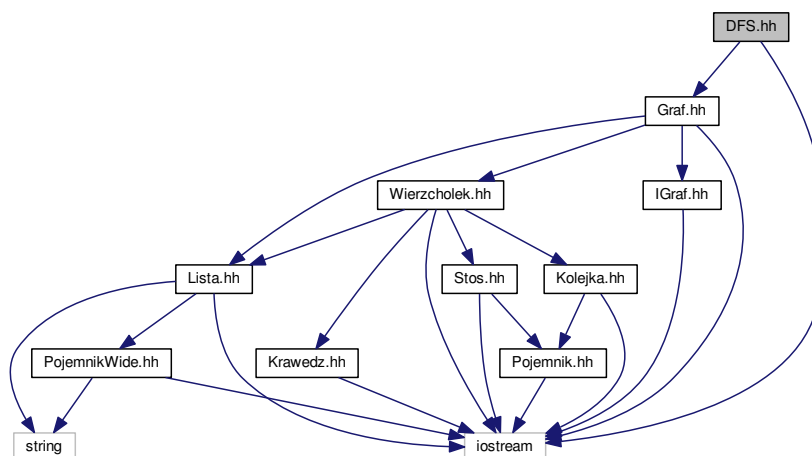 DFS.hh
Graf.hh
Wierzcholek.hh
IGraf.hh
Lista.hh
Stos.hh
Kolejka.hh
PojemnikWide.hh
Krawedz.hh
Pojemnik.hh
string
iostream